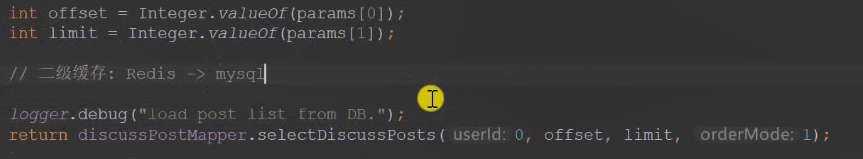 int offset = Integer.valueOf(params[0]);
int limit = Integer.valueOf(params[1]);
// 二级缓存: Redis -> mysql
logger.debug("load post list from DB.");
return discussPostMapper.selectDiscussPosts( userId: 0, offset, limit, orderMode: 1);